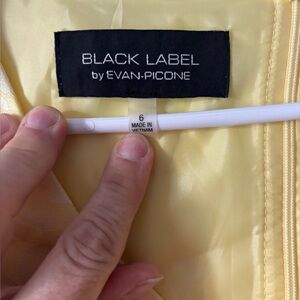 BLACK LABEL
by EVAN-PICONE
6
MADE IN
VIETNAM